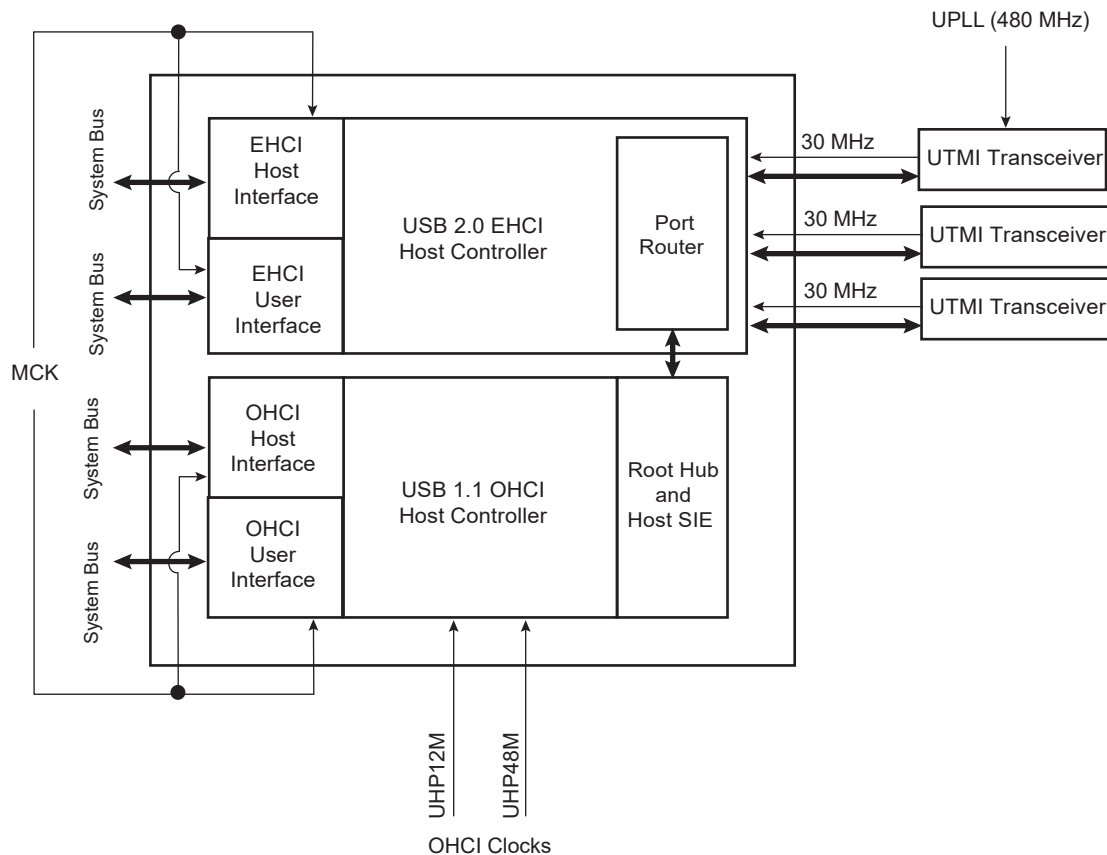 UPLL (480 MHz)
System Bus
EHCI
Host
Interface
USB 2.0 EHCI
Host Controller
Port
Router
30 MHz
UTMI Transceiver
System Bus
EHCI
User
Interface
30 MHz
UTMI Transceiver
30 MHz
UTMI Transceiver
MCK
System Bus
OHCI
Host
Interface
USB 1.1 OHCI
Host Controller
Root Hub
and
Host SIE
System Bus
OHCI
User
Interface
UHP12M
UHP48M
OHCI Clocks